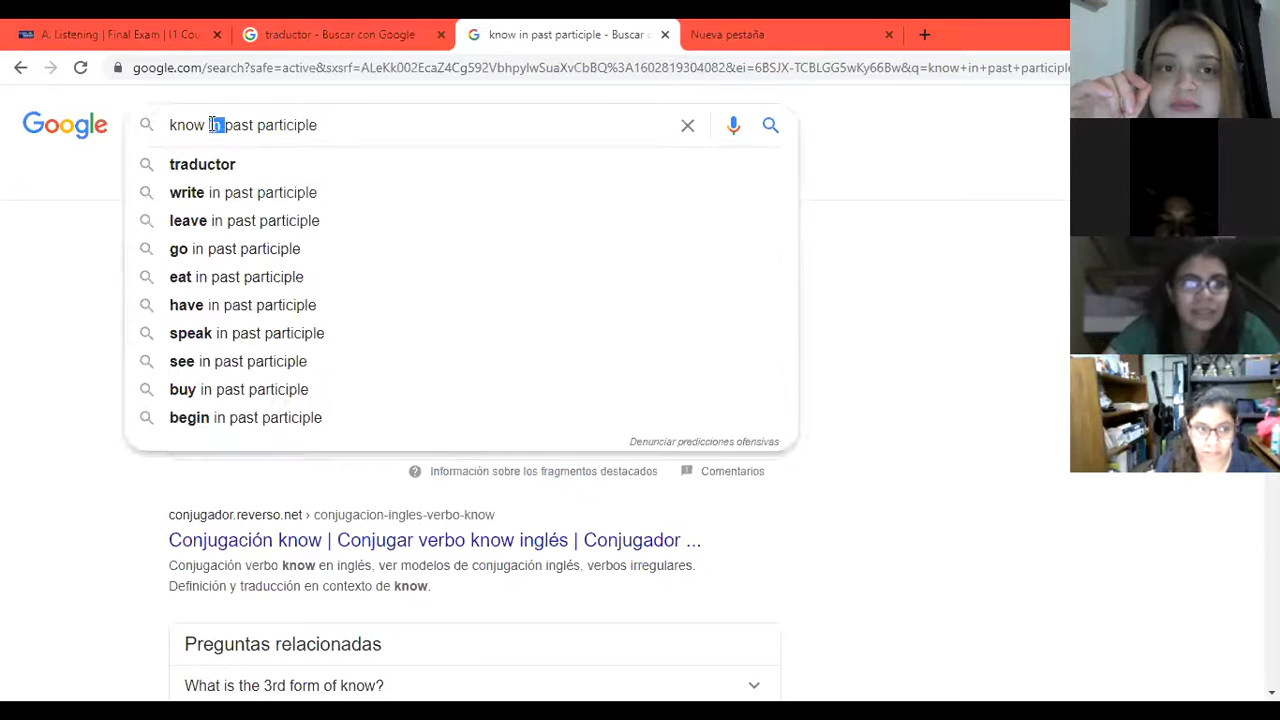 A. Listening | Final Exam | I1 Cou
traductor - Buscar con Google
know in past participle - Buscar c
Nueva pestaña
google.com/search?safe=active&sxsrf=ALeKk002EcaZ4Cg592VbhpylwSuaXvCbBQ%3A1602819304082&ei=6BSJX-TCBLGG5wKy66Bw&q=know+in+past+participle
Google
know in past participle
traductor
write in past participle
leave in past participle
go in past participle
eat in past participle
have in past participle
speak in past participle
see in past participle
buy in past participle
begin in past participle
Denunciar predicciones ofensivas
Información sobre los fragmentos destacados
Comentarios
conjugador.reverso.net › conjugacion-ingles-verbo-know
Conjugación know | Conjugar verbo know inglés | Conjugador ...
Conjugación verbo know en inglés, ver modelos de conjugación inglés, verbos irregulares.
Definición y traducción en contexto de know.
Preguntas relacionadas
What is the 3rd form of know?